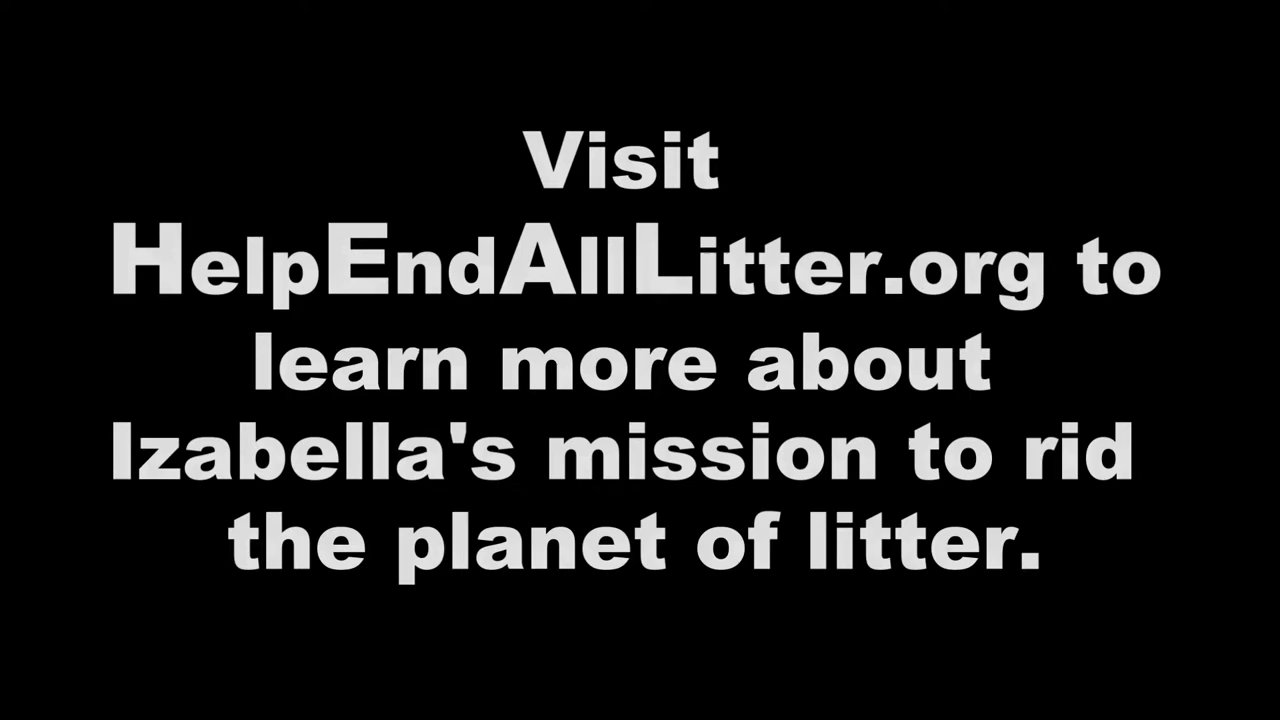 Visit
HelpEndAllLitter.org to
learn more about
Izabella's mission to rid
the planet of litter.